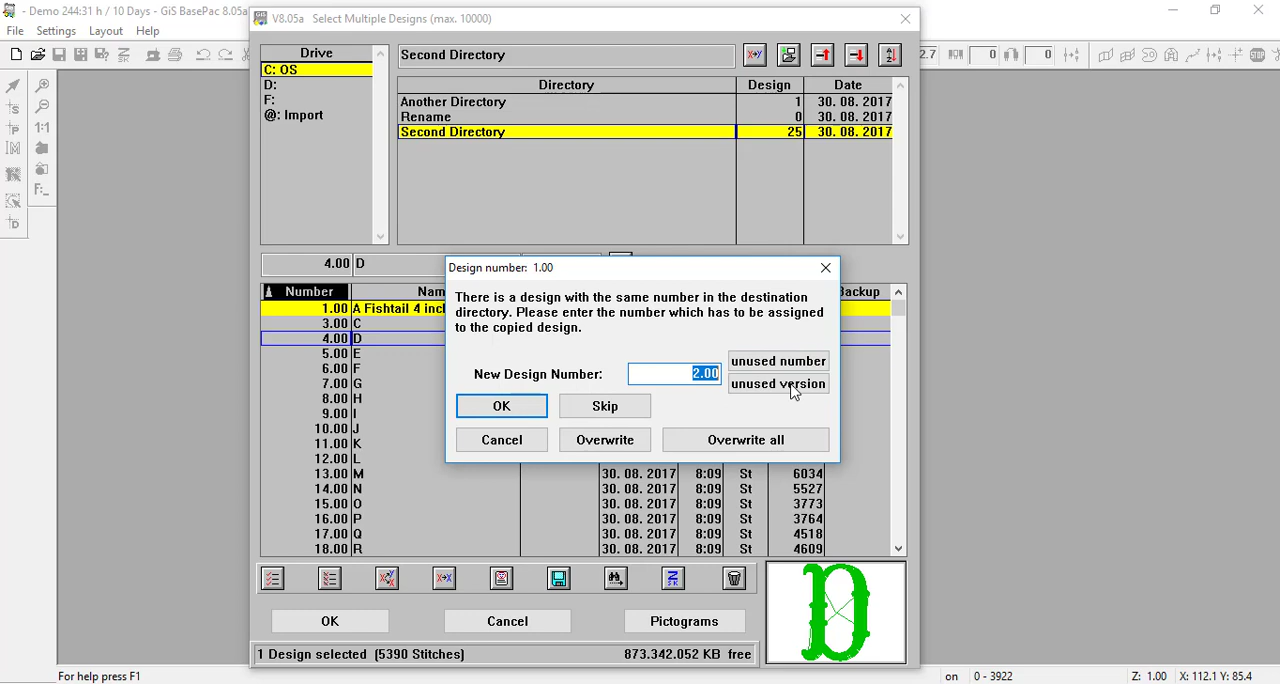 - Demo 244:31 h / 10 Days - GiS BasePac 8.05a
V8.05a Select Multiple Designs (max. 10000)
File Settings Layout Help
Drive
C: OS
D:
F:
@: Import
Second Directory
Directory Design Date
Another Directory 1 30. 08. 2017
Rename 0 30. 08. 2017
Second Directory 25 30. 08. 2017
2.7 0 0
4.00 D
Number Nam Backup
1.00 A Fishtail 4 incl
3.00 C
4.00 D
5.00 E
6.00 F
7.00 G
8.00 H
9.00 I
10.00 J
11.00 K
12.00 L
13.00 M 30. 08. 2017 8:09 St 6034
14.00 N 30. 08. 2017 8:09 St 5527
15.00 O 30. 08. 2017 8:09 St 3773
16.00 P 30. 08. 2017 8:09 St 3764
17.00 Q 30. 08. 2017 8:09 St 4518
18.00 R 30. 08. 2017 8:09 St 4609
Design number: 1.00
There is a design with the same number in the destination
directory. Please enter the number which has to be assigned
to the copied design.
New Design Number: 2.00
unused number
unused version
OK Skip
Cancel Overwrite Overwrite all
OK Cancel Pictograms
1 Design selected (5390 Stitches) 873.342.052 KB free
For help press F1 on 0 - 3922 Z: 1.00 X: 112.1 Y: 85.4